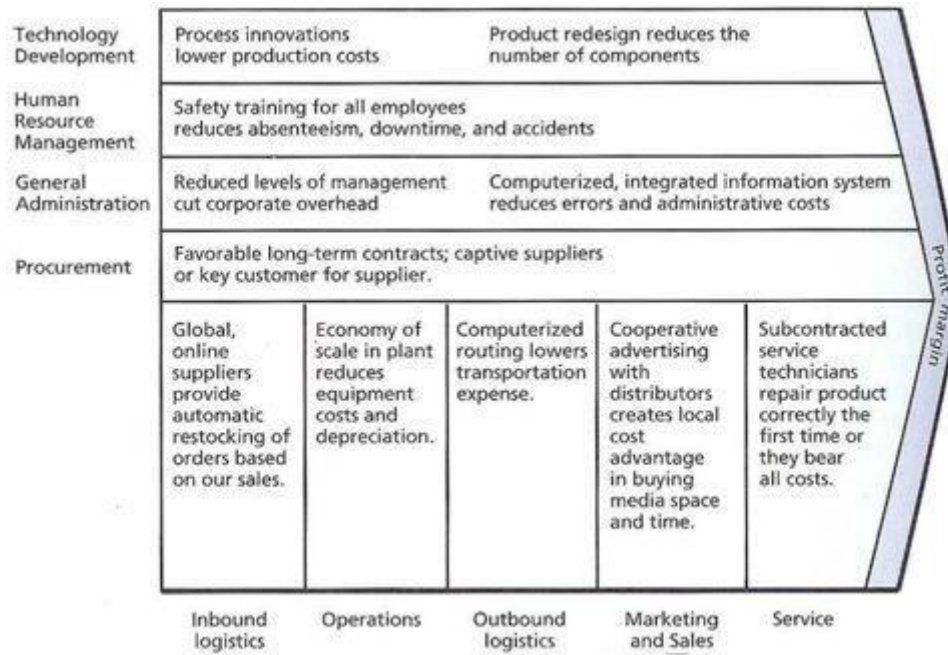 Technology
Development
Process innovations
lower production costs
Product redesign reduces the
number of components
Human
Resource
Management
Safety training for all employees
reduces absenteeism, downtime, and accidents
General
Administration
Reduced levels of management
cut corporate overhead
Computerized, integrated information system
reduces errors and administrative costs
Procurement
Favorable long-term contracts; captive suppliers
or key customer for supplier.
Profit margin
Global,
online
suppliers
provide
automatic
restocking of
orders based
on our sales.
Economy of
scale in plant
reduces
equipment
costs and
depreciation.
Computerized
routing lowers
transportation
expense.
Cooperative
advertising
with
distributors
creates local
cost
advantage
in buying
media space
and time.
Subcontracted
service
technicians
repair product
correctly the
first time or
they bear
all costs.
Inbound
logistics
Operations
Outbound
logistics
Marketing
and Sales
Service